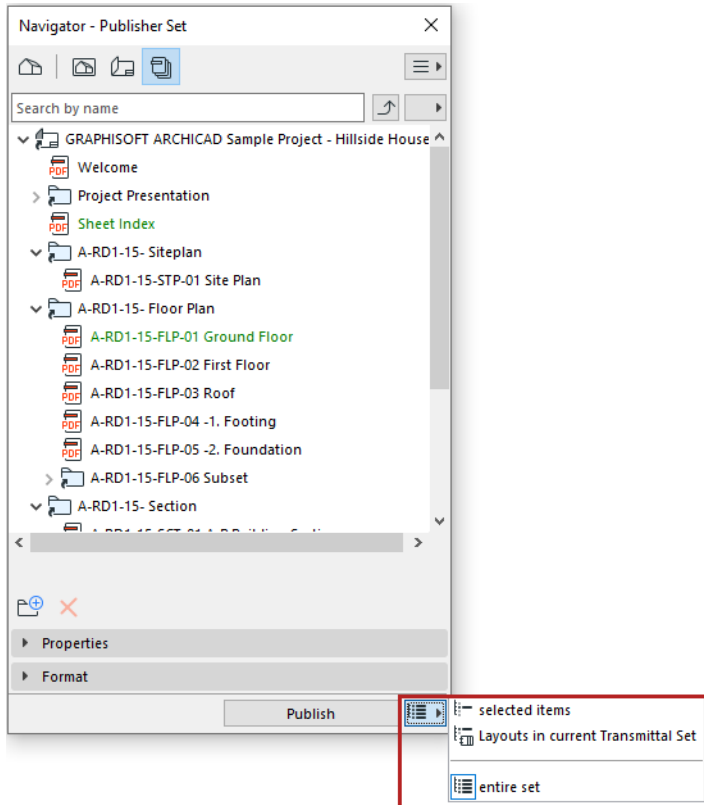 Navigator - Publisher Set
Search by name
GRAPHISOFT ARCHICAD Sample Project - Hillside House
PDF Welcome
Project Presentation
PDF Sheet Index
A-RD1-15- Siteplan
PDF A-RD1-15-STP-01 Site Plan
A-RD1-15- Floor Plan
PDF A-RD1-15-FLP-01 Ground Floor
PDF A-RD1-15-FLP-02 First Floor
PDF A-RD1-15-FLP-03 Roof
PDF A-RD1-15-FLP-04 -1. Footing
PDF A-RD1-15-FLP-05 -2. Foundation
A-RD1-15-FLP-06 Subset
A-RD1-15- Section
Properties
Format
Publish
selected items
Layouts in current Transmittal Set
entire set